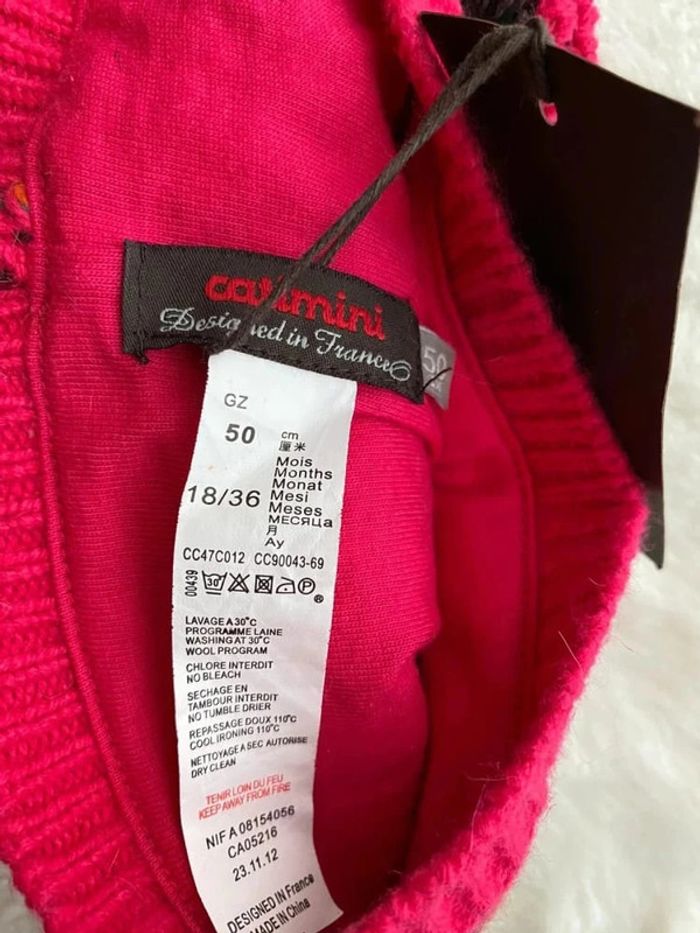 catimini
Designed in France
50
GZ
50 cm
厘米
18/36
Mois
Months
Monat
Mesi
Meses
МЕСЯЦА
月
Ay
CC47C012 CC90043-69
00439
30
P
LAVAGE A 30°C
PROGRAMME LAINE
WASHING AT 30°C
WOOL PROGRAM
CHLORE INTERDIT
NO BLEACH
SECHAGE EN
TAMBOUR INTERDIT
NO TUMBLE DRIER
REPASSAGE DOUX 110°C
COOL IRONING 110°C
NETTOYAGE A SEC AUTORISE
DRY CLEAN
TENIR LOIN DU FEU
KEEP AWAY FROM FIRE
NIF A 08154056
CA05216
23.11.12
DESIGNED IN France
MADE IN China